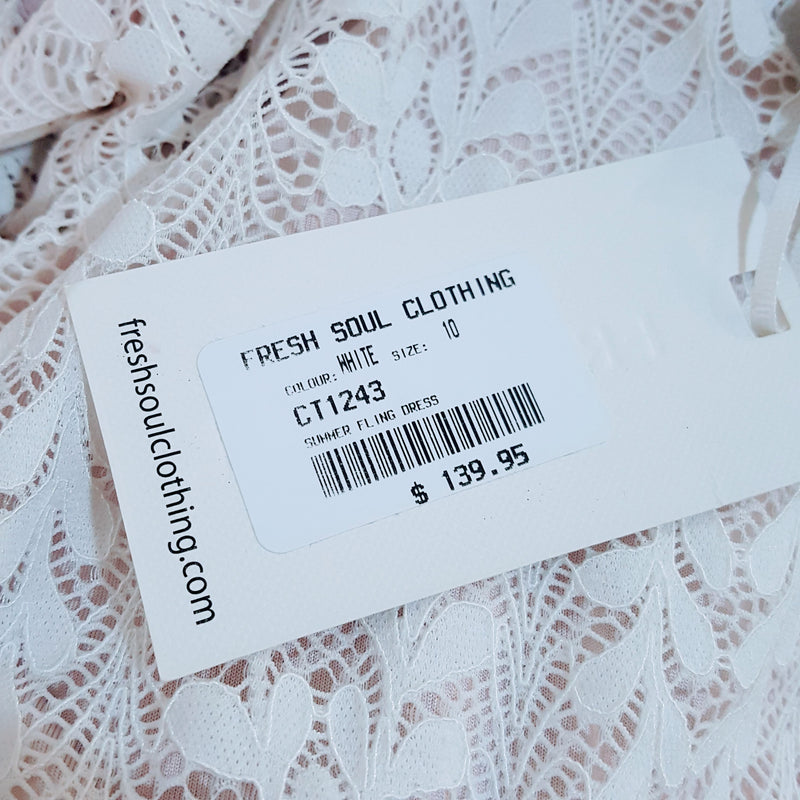 FRESH SOUL CLOTHING
COLOUR: WHITE SIZE: 10
CT1243
SUMMER FLING DRESS
$ 139.95
freshsoulclothing.com